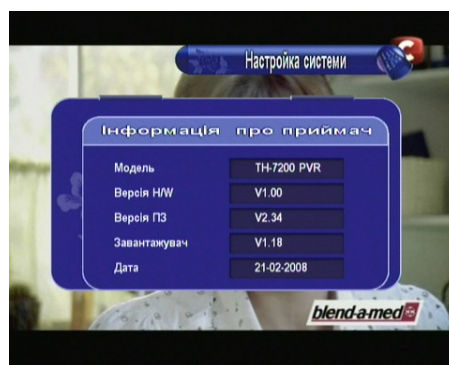 Настройка системи
Інформація про приймач
Модель TH-7200 PVR
Версія H/W V1.00
Версія ПЗ V2.34
Завантажувач V1.18
Дата 21-02-2008
blend-a-med